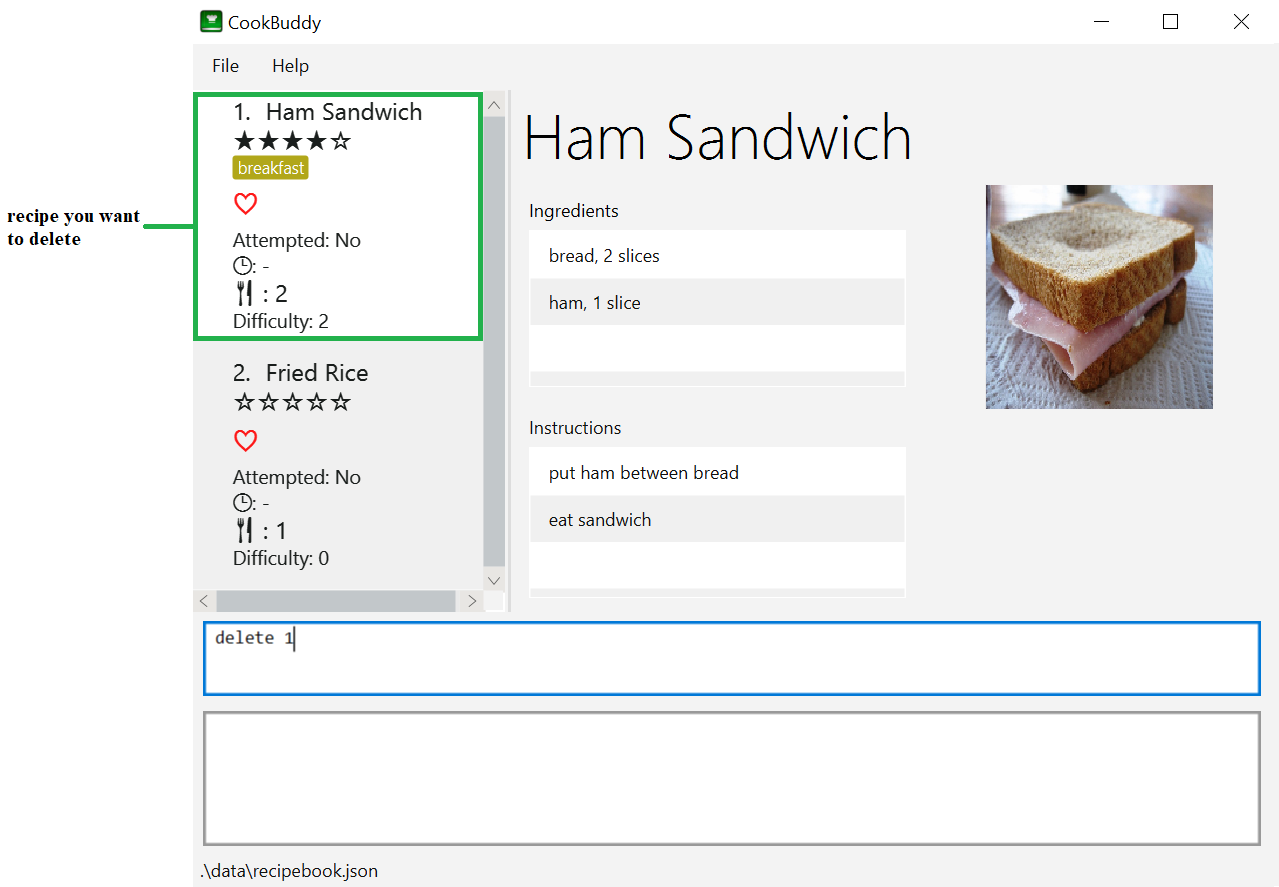 CookBuddy
File Help
recipe you want
to delete
1. Ham Sandwich
★★★★☆
breakfast
Attempted: No
: -
: 2
Difficulty: 2
2. Fried Rice
☆☆☆☆☆
Attempted: No
: -
: 1
Difficulty: 0
Ham Sandwich
Ingredients
bread, 2 slices
ham, 1 slice
Instructions
put ham between bread
eat sandwich
delete 1
.\data\recipebook.json